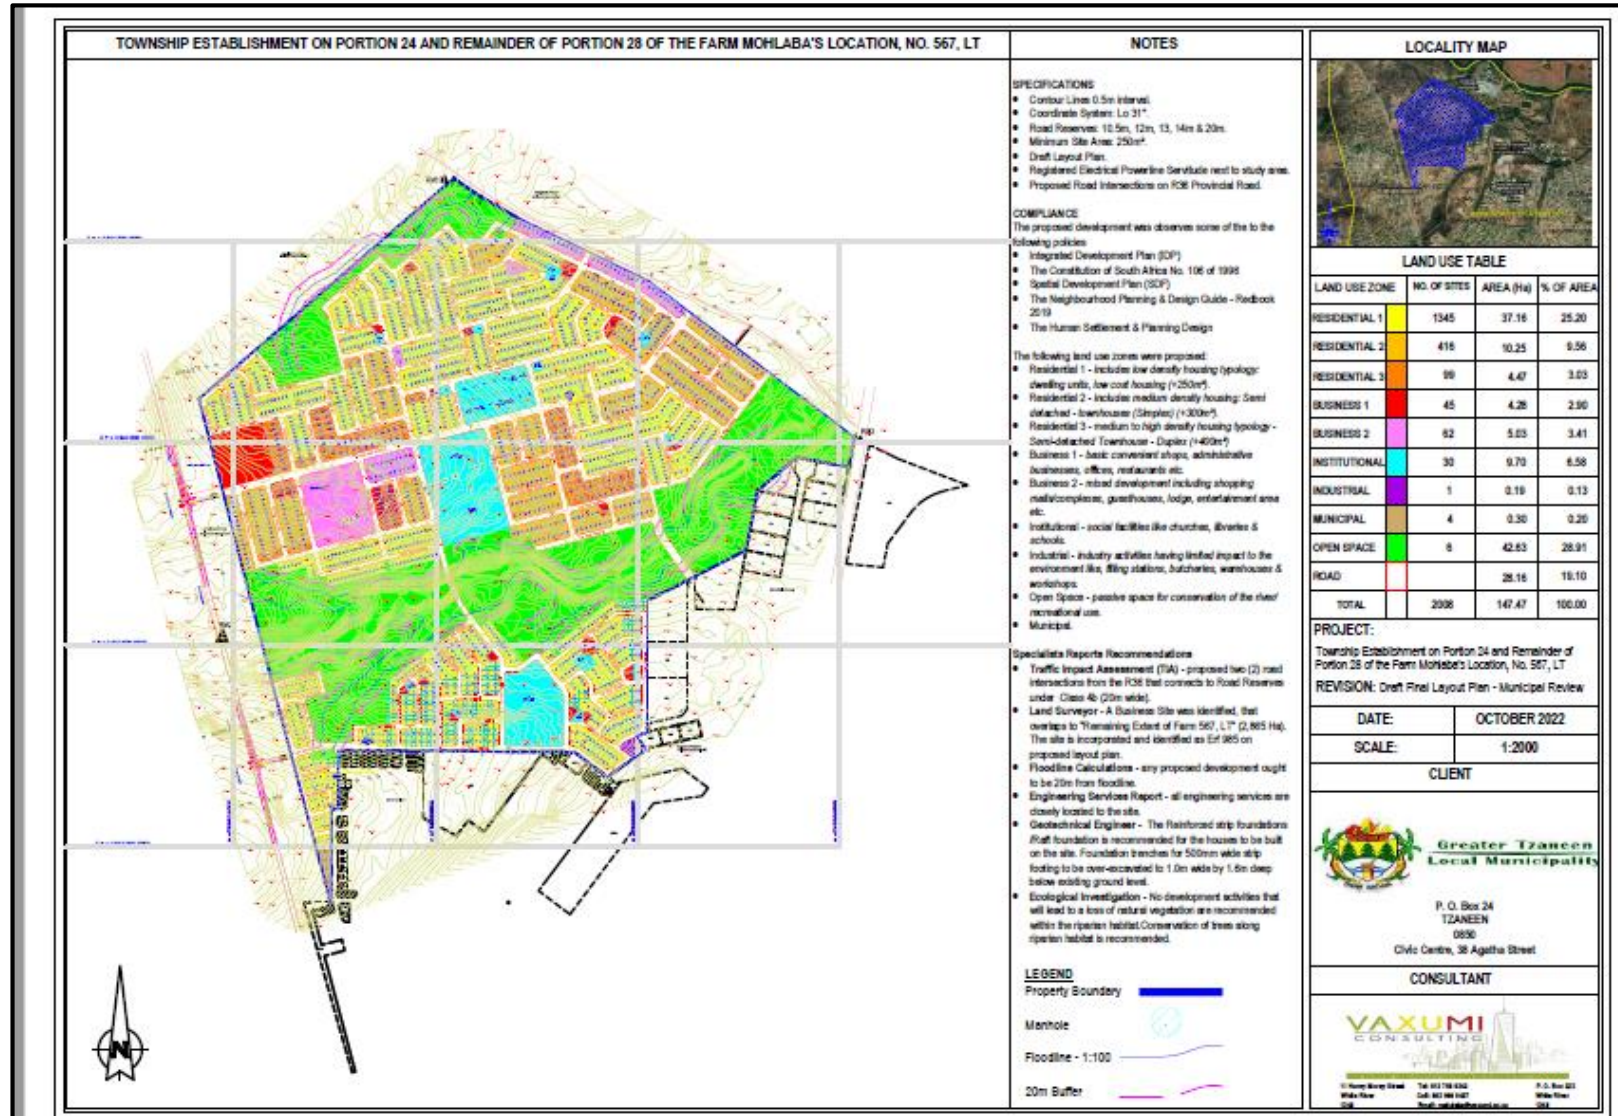 TOWNSHIP ESTABLISHMENT ON PORTION 24 AND REMAINDER OF PORTION 28 OF THE FARM MOHLABA'S LOCATION, NO. 567, LT
NOTES
SPECIFICATIONS
• Contour Lines 0.5m interval.
• Coordinate System: Lo 31°.
• Road Reserves: 10.5m, 12m, 13, 14m & 20m.
• Minimum Site Area: 250m².
• Draft Layout Plan.
• Registered Electrical Powerline Servitude next to study area.
• Proposed Road Intersections on R36 Provincial Road.
COMPLIANCE
The proposed development was observes some of the to the
following policies
• Integrated Development Plan (IDP)
• The Constitution of South Africa No. 106 of 1996
• Spatial Development Plan (SDP)
• The Neighbourhood Planning & Design Guide - Redbook
2019
• The Human Settlement & Planning Design
The following land use zones were proposed:
• Residential 1 - includes low density housing typology:
dwelling units, low cost housing (+250m²).
• Residential 2 - includes medium density housing: Semi
detached - townhouses (Simplex) (+300m²).
• Residential 3 - medium to high density housing typology -
Semi-detached Townhouse - Duplex (+400m²)
• Business 1 - basic convenient shops, administrative
businesses, offices, restaurants etc.
• Business 2 - mixed development including shopping
malls/complexes, guesthouses, lodge, entertainment area
etc.
• Institutional - social facilities like churches, libraries &
schools.
• Industrial - industry activities having limited impact to the
environment like, filling stations, butcheries, warehouses &
workshops.
• Open Space - passive space for conservation of the river/
recreational use.
• Municipal.
Specialists Reports Recommendations
• Traffic Impact Assessment (TIA) - proposed two (2) road
intersections from the R36 that connects to Road Reserves
under Class 4b (20m wide).
• Land Surveyor - A Business Site was identified, that
overlaps to "Remaining Extent of Farm 567, LT" (2,865 Ha).
The site is incorporated and identified as Erf 985 on
proposed layout plan.
• Floodline Calculations - any proposed development ought
to be 20m from floodline.
• Engineering Services Report - all engineering services are
closely located to the site.
• Geotechnical Engineer - The Reinforced strip foundations
/Raft foundation is recommended for the houses to be built
on the site. Foundation trenches for 500mm wide strip
footing to be over-excavated to 1.0m wide by 1.6m deep
below existing ground level.
• Ecological Investigation - No development activities that
will lead to a loss of natural vegetation are recommended
within the riparian habitat.Conservation of trees along
riparian habitat is recommended.
LEGEND
Property Boundary
Manhole
Floodline - 1:100
20m Buffer
N
LOCALITY MAP
LAND USE TABLE
LAND USE ZONE NO. OF SITES AREA (Ha) % OF AREA
RESIDENTIAL 1 1345 37.16 25.20
RESIDENTIAL 2 416 10.25 9.56
RESIDENTIAL 3 99 4.47 3.03
BUSINESS 1 45 4.28 2.90
BUSINESS 2 62 5.03 3.41
INSTITUTIONAL 30 9.70 6.58
INDUSTRIAL 1 0.19 0.13
MUNICIPAL 4 0.30 0.20
OPEN SPACE 6 42.63 28.91
ROAD 28.16 19.10
TOTAL 2008 147.47 100.00
PROJECT:
Township Establishment on Portion 24 and Remainder of
Portion 28 of the Farm Mohlaba's Location, No. 567, LT
REVISION: Draft Final Layout Plan - Municipal Review
DATE: OCTOBER 2022
SCALE: 1:2000
CLIENT
Greater Tzaneen
Local Municipality
P. O. Box 24
TZANEEN
0850
Civic Centre, 38 Agatha Street
CONSULTANT
VAXUMI
CONSULTING